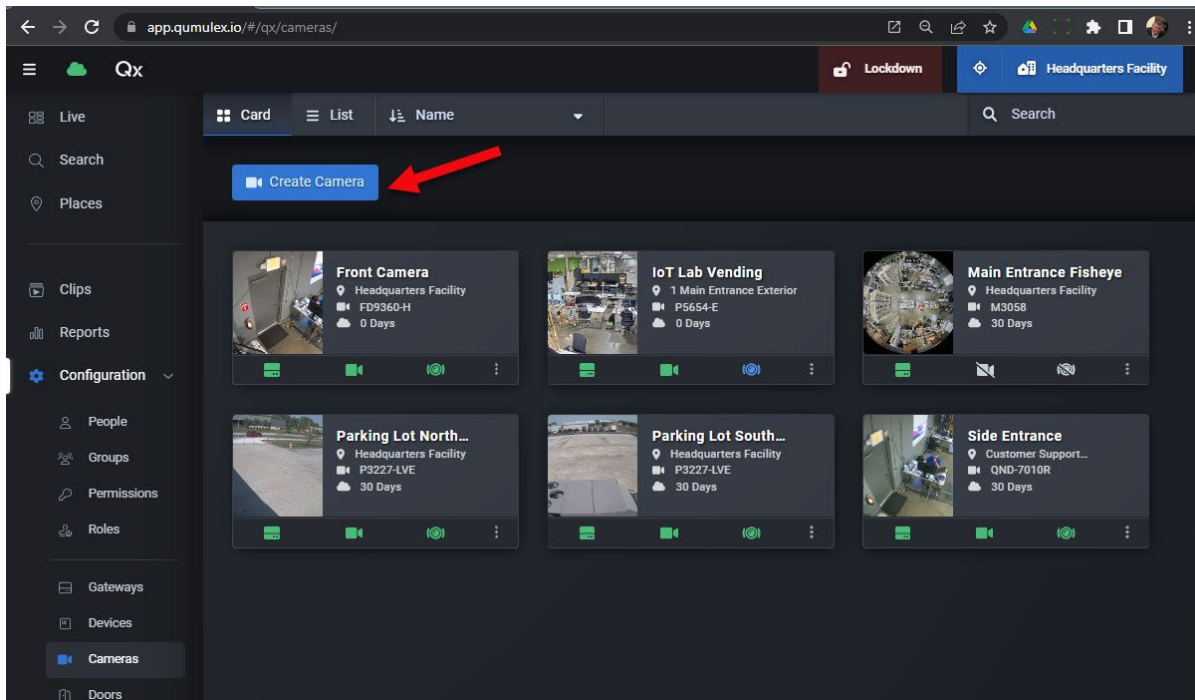 app.qumulex.io/#/qx/cameras/
Qx
Lockdown
Headquarters Facility
Live
Search
Places
Clips
Reports
Configuration
People
Groups
Permissions
Roles
Gateways
Devices
Cameras
Doors
Card
List
Name
Search
Create Camera
Front Camera
Headquarters Facility
FD9360-H
0 Days
IoT Lab Vending
1 Main Entrance Exterior
P5654-E
0 Days
Main Entrance Fisheye
Headquarters Facility
M3058
30 Days
Parking Lot North...
Headquarters Facility
P3227-LVE
30 Days
Parking Lot South...
Headquarters Facility
P3227-LVE
30 Days
Side Entrance
Customer Support...
QND-7010R
30 Days